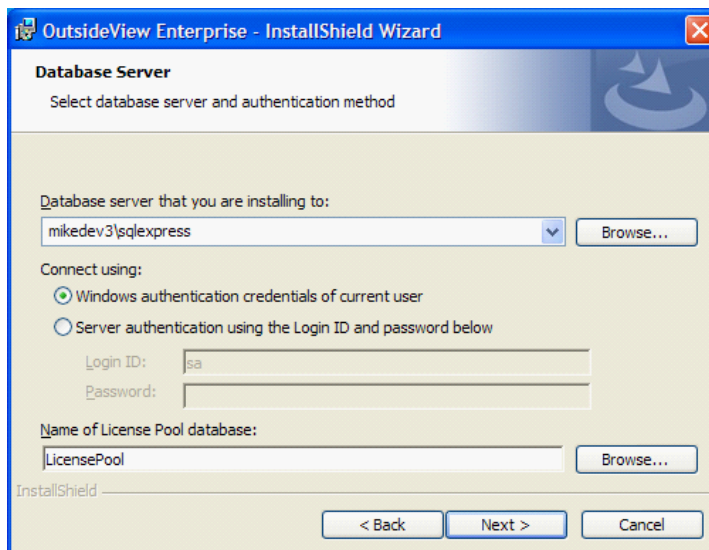 OutsideView Enterprise - InstallShield Wizard
Database Server
Select database server and authentication method
Database server that you are installing to:
mikedev3\sqlexpress
Browse...
Connect using:
Windows authentication credentials of current user
Server authentication using the Login ID and password below
Login ID:
sa
Password:
Name of License Pool database:
LicensePool
Browse...
InstallShield
< Back
Next >
Cancel